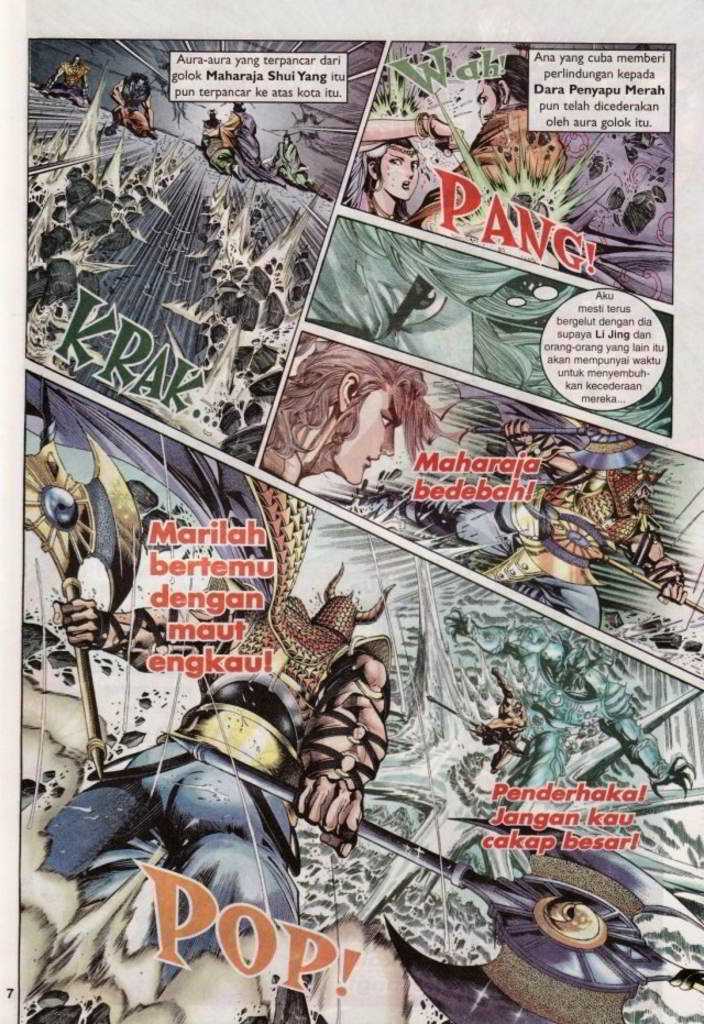 Aura-aura yang terpancar dari
golok Maharaja Shui Yang itu
pun terpancar ke atas kota itu.
Wah
Ana yang cuba memberi
perlindungan kepada
Dara Penyapu Merah
pun telah dicederakan
oleh aura golok itu.
PANG!
KRAK..
Aku
mesti terus
bergelut dengan dia
supaya Li Jing dan
orang-orang yang lain itu
akan mempunyai waktu
untuk menyembuh-
kan kecederaan
mereka...
Maharaja
bedebah!
Marilah
bertemu
dengan
maut
engkau!
Penderhaka!
Jangan kau
cakap besar!
POP!
7